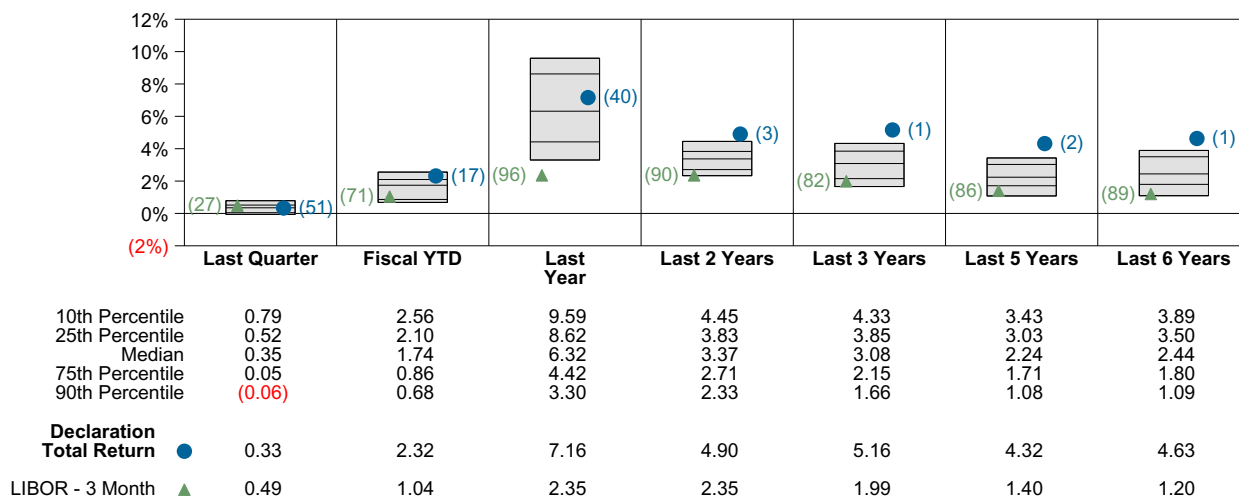 12%
10%
8%
6%
4%
2%
0%
(2%)
(27) (51)
(71) (17)
(96) (40)
(90) (3)
(82) (1)
(86) (2)
(89) (1)
Last Quarter Fiscal YTD Last Year Last 2 Years Last 3 Years Last 5 Years Last 6 Years
10th Percentile 0.79 2.56 9.59 4.45 4.33 3.43 3.89
25th Percentile 0.52 2.10 8.62 3.83 3.85 3.03 3.50
Median 0.35 1.74 6.32 3.37 3.08 2.24 2.44
75th Percentile 0.05 0.86 4.42 2.71 2.15 1.71 1.80
90th Percentile (0.06) 0.68 3.30 2.33 1.66 1.08 1.09
Declaration
Total Return 0.33 2.32 7.16 4.90 5.16 4.32 4.63
LIBOR - 3 Month 0.49 1.04 2.35 2.35 1.99 1.40 1.20